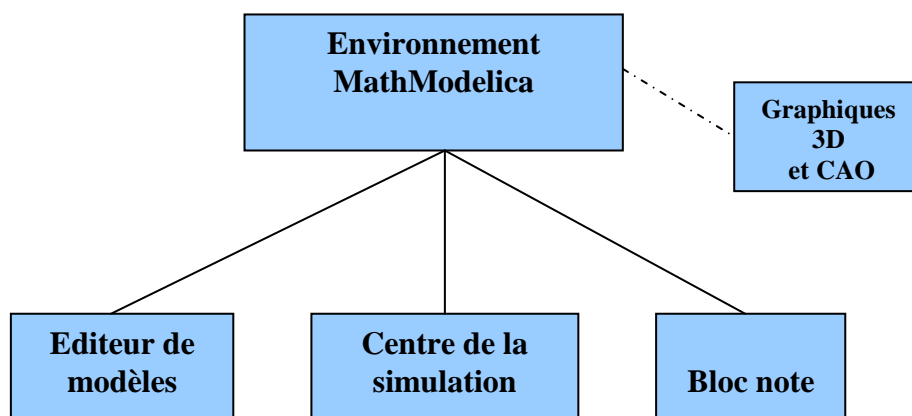 Environnement
MathModelica
Graphiques
3D
et CAO
Editeur de
modèles
Centre de la
simulation
Bloc note